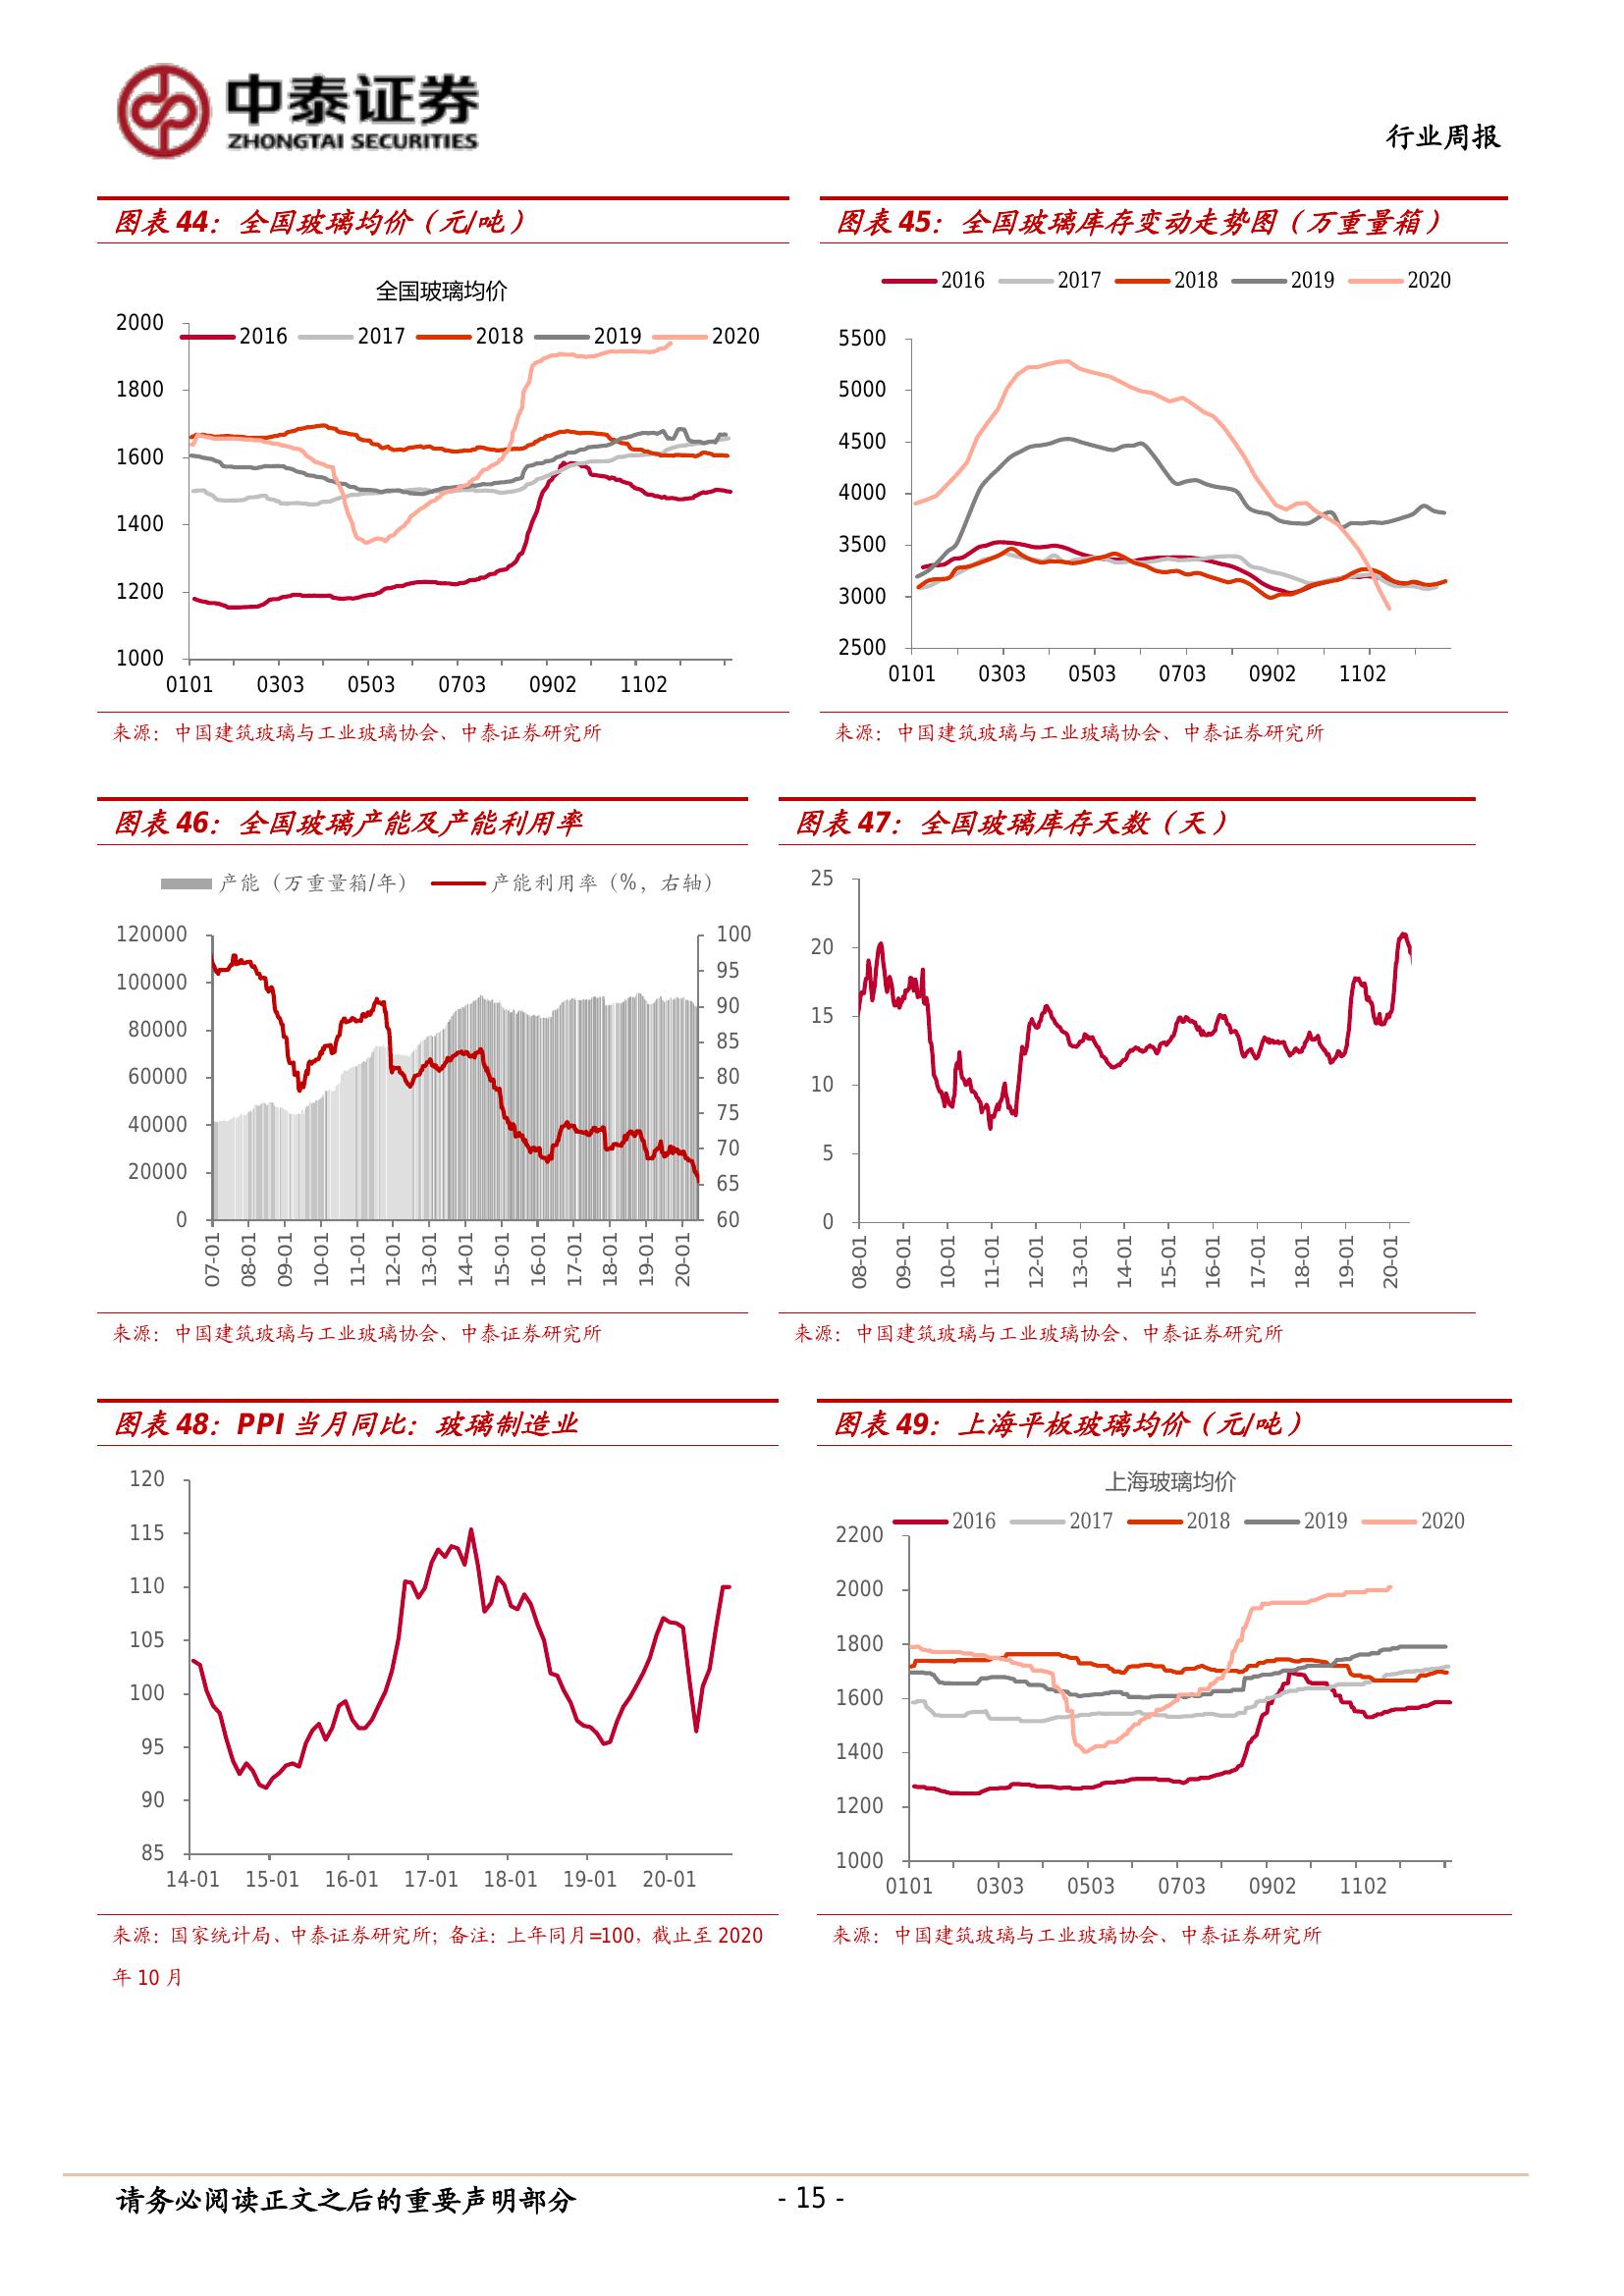 中泰证券
ZHONGTAI SECURITIES
行业周报
图表 44：全国玻璃均价（元/吨）
全国玻璃均价
2016 2017 2018 2019 2020
2000
1800
1600
1400
1200
1000
0101 0303 0503 0703 0902 1102
来源：中国建筑玻璃与工业玻璃协会、中泰证券研究所
图表 45：全国玻璃库存变动走势图（万重量箱）
2016 2017 2018 2019 2020
5500
5000
4500
4000
3500
3000
2500
0101 0303 0503 0703 0902 1102
来源：中国建筑玻璃与工业玻璃协会、中泰证券研究所
图表 46：全国玻璃产能及产能利用率
产能（万重量箱/年） 产能利用率（%，右轴）
120000 100
100000 95
80000 90
60000 85
40000 80
20000 75
0 70
65
60
07-01 08-01 09-01 10-01 11-01 12-01 13-01 14-01 15-01 16-01 17-01 18-01 19-01 20-01
来源：中国建筑玻璃与工业玻璃协会、中泰证券研究所
图表 47：全国玻璃库存天数（天）
25
20
15
10
5
0
08-01 09-01 10-01 11-01 12-01 13-01 14-01 15-01 16-01 17-01 18-01 19-01 20-01
来源：中国建筑玻璃与工业玻璃协会、中泰证券研究所
图表 48：PPI 当月同比：玻璃制造业
120
115
110
105
100
95
90
85
14-01 15-01 16-01 17-01 18-01 19-01 20-01
来源：国家统计局、中泰证券研究所；备注：上年同月=100，截止至 2020
年 10 月
图表 49：上海平板玻璃均价（元/吨）
上海玻璃均价
2016 2017 2018 2019 2020
2200
2000
1800
1600
1400
1200
1000
0101 0303 0503 0703 0902 1102
来源：中国建筑玻璃与工业玻璃协会、中泰证券研究所
请务必阅读正文之后的重要声明部分
- 15 -